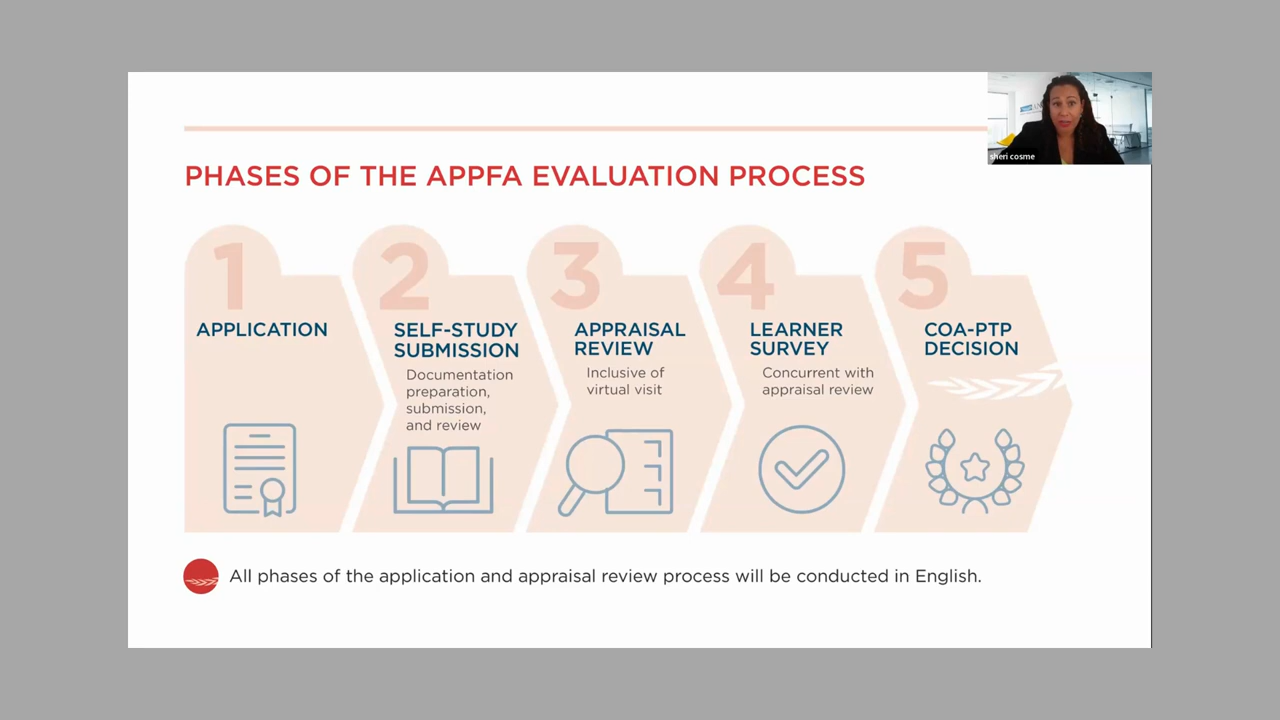 sheri cosme
PHASES OF THE APPFA EVALUATION PROCESS
1
APPLICATION
2
SELF-STUDY
SUBMISSION
Documentation
preparation,
submission,
and review
3
APPRAISAL
REVIEW
Inclusive of
virtual visit
4
LEARNER
SURVEY
Concurrent with
appraisal review
5
COA-PTP
DECISION
All phases of the application and appraisal review process will be conducted in English.